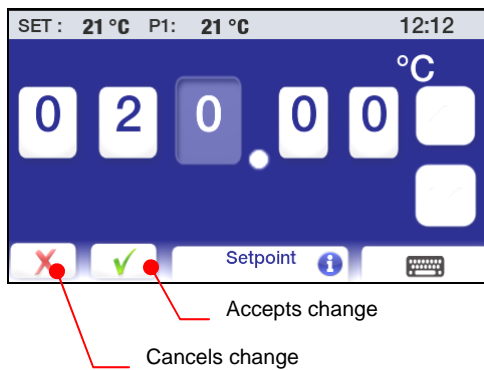 SET : 21 °C P1: 21 °C 12:12
°C
0 2 0 . 0 0
Setpoint i
Accepts change
Cancels change